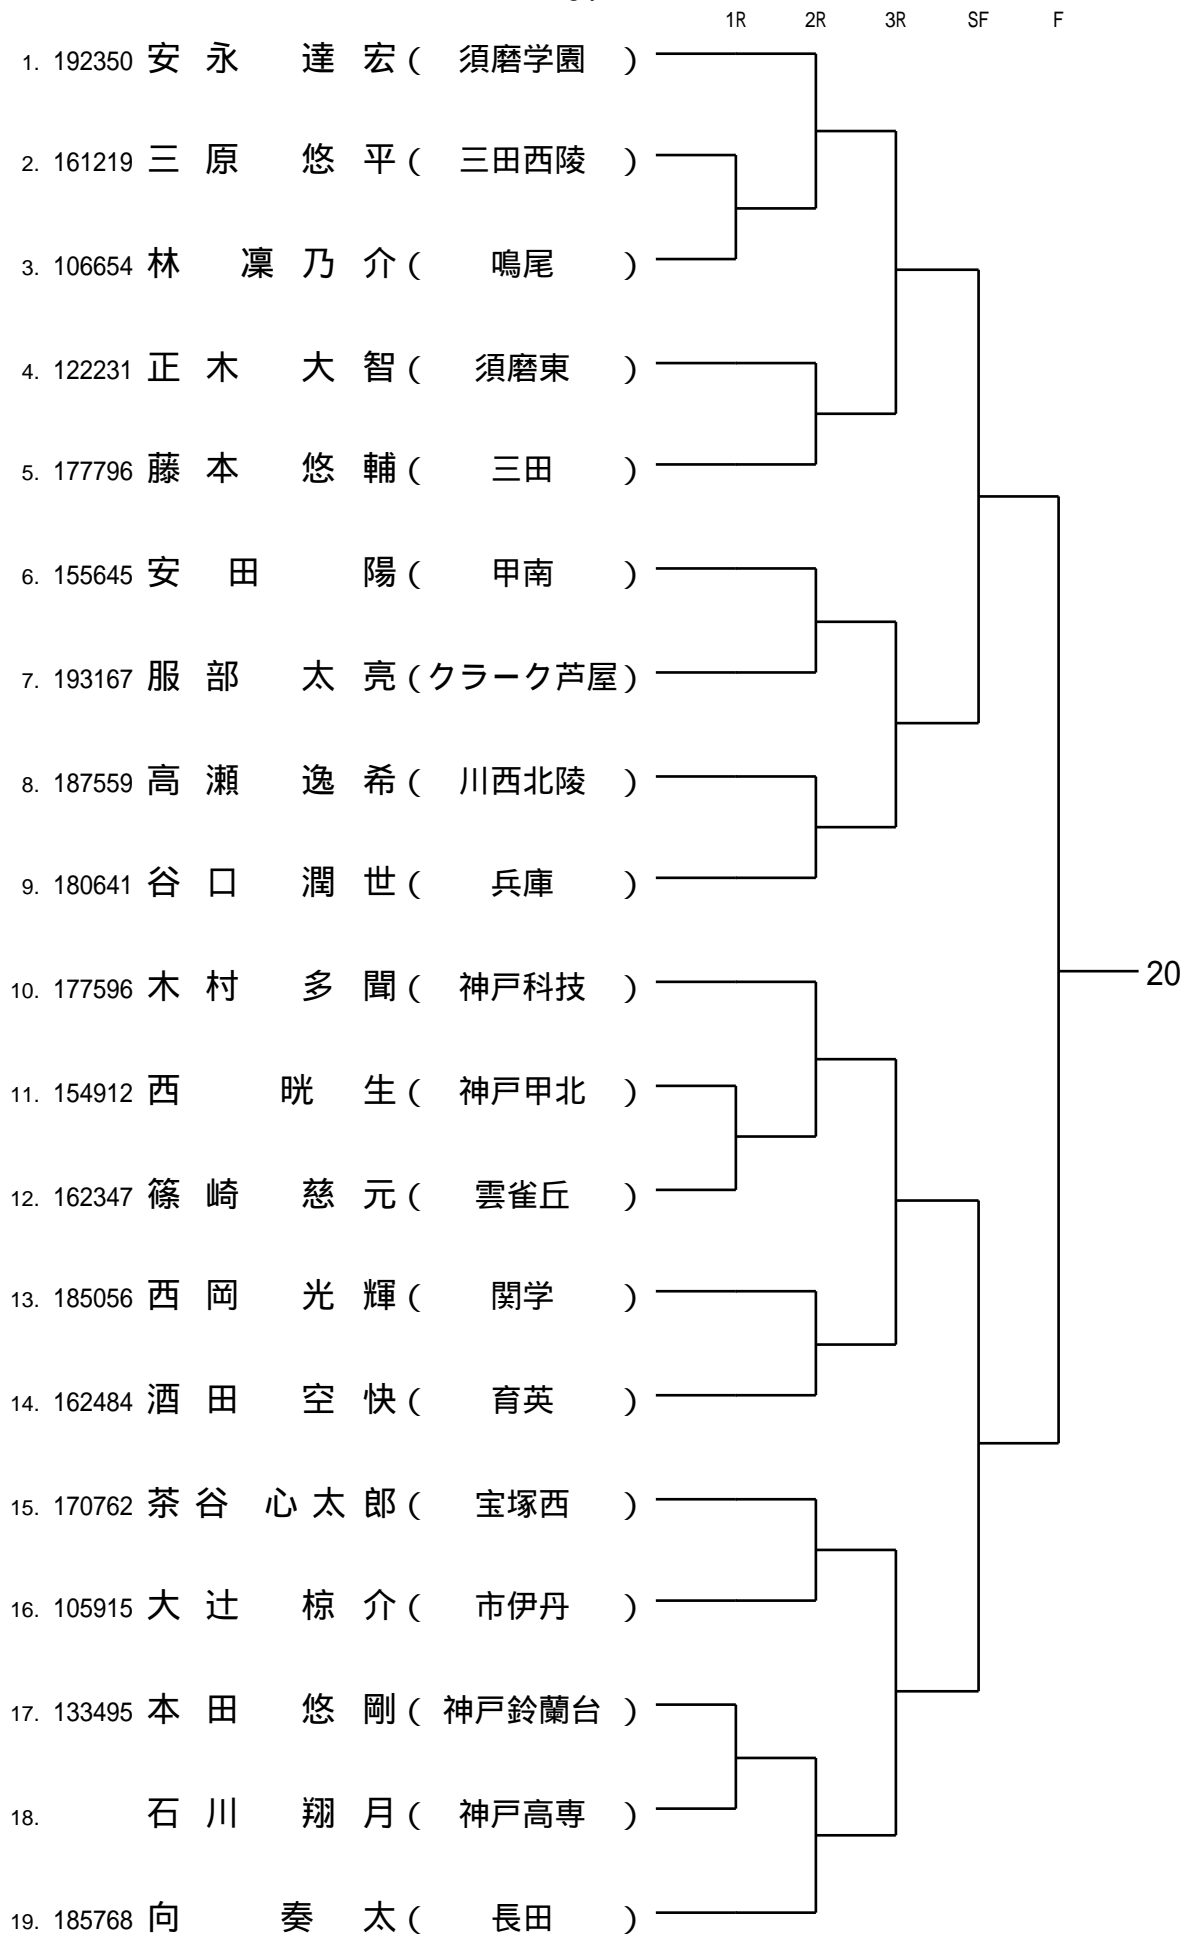 1R 2R 3R SF F
1. 192350 安 永 達 宏 ( 須磨学園 )
2. 161219 三 原 悠 平 ( 三田西陵 )
3. 106654 林 凜 乃 介 ( 鳴尾 )
4. 122231 正 木 大 智 ( 須磨東 )
5. 177796 藤 本 悠 輔 ( 三田 )
6. 155645 安 田 陽 ( 甲南 )
7. 193167 服 部 太 亮 ( クラーク芦屋 )
8. 187559 高 瀬 逸 希 ( 川西北陵 )
9. 180641 谷 口 潤 世 ( 兵庫 )
10. 177596 木 村 多 聞 ( 神戸科技 )
20
11. 154912 西 晄 生 ( 神戸甲北 )
12. 162347 篠 崎 慈 元 ( 雲雀丘 )
13. 185056 西 岡 光 輝 ( 関学 )
14. 162484 酒 田 空 快 ( 育英 )
15. 170762 茶 谷 心 太 郎 ( 宝塚西 )
16. 105915 大 辻 椋 介 ( 市伊丹 )
17. 133495 本 田 悠 剛 ( 神戸鈴蘭台 )
18. 石 川 翔 月 ( 神戸高専 )
19. 185768 向 奏 太 ( 長田 )